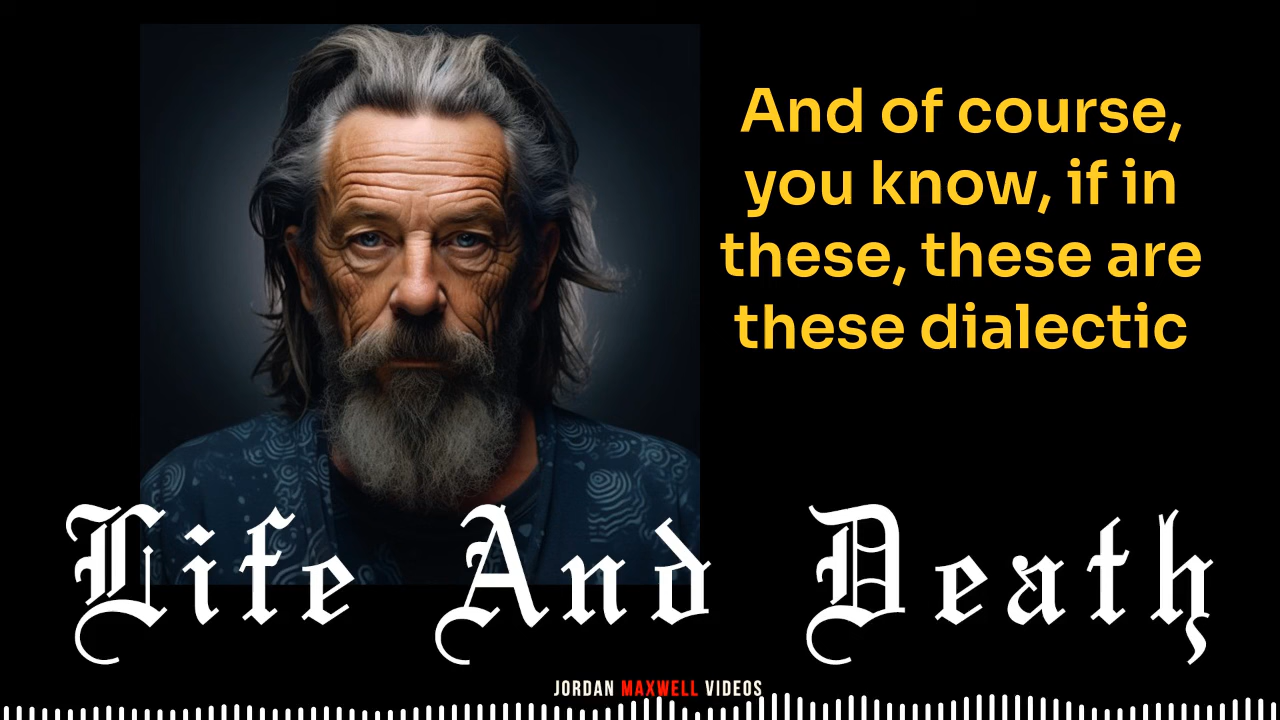 And of course,
you know, if in
these, these are
these dialectic
Life And Death
JORDAN MAXWELL VIDEOS